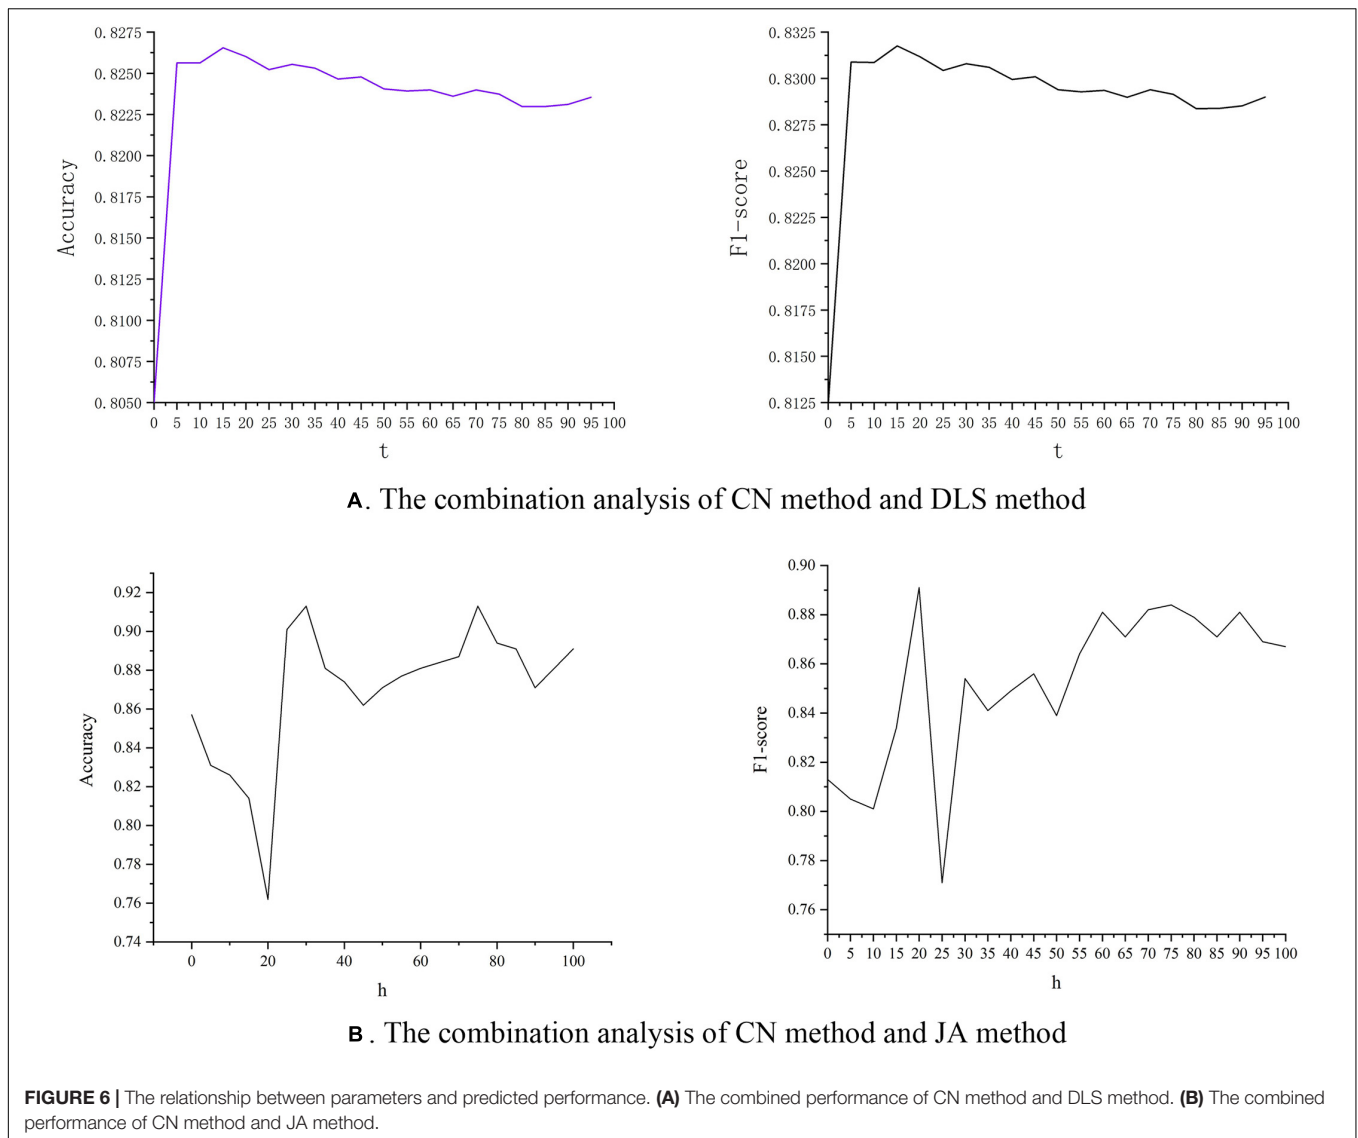 0.8275
0.8250
0.8225
0.8200
0.8175
0.8150
0.8125
0.8100
0.8075
0.8050
Accuracy
0 5 10 15 20 25 30 35 40 45 50 55 60 65 70 75 80 85 90 95 100
t
0.8325
0.8300
0.8275
0.8250
0.8225
0.8200
0.8175
0.8150
0.8125
F1-score
0 5 10 15 20 25 30 35 40 45 50 55 60 65 70 75 80 85 90 95 100
t
A. The combination analysis of CN method and DLS method
0.92
0.90
0.88
0.86
0.84
0.82
0.80
0.78
0.76
0.74
Accuracy
0 20 40 60 80 100
h
0.90
0.88
0.86
0.84
0.82
0.80
0.78
0.76
F1-score
0 5 10 15 20 25 30 35 40 45 50 55 60 65 70 75 80 85 90 95 100
h
B . The combination analysis of CN method and JA method
FIGURE 6 | The relationship between parameters and predicted performance. (A) The combined performance of CN method and DLS method. (B) The combined
performance of CN method and JA method.